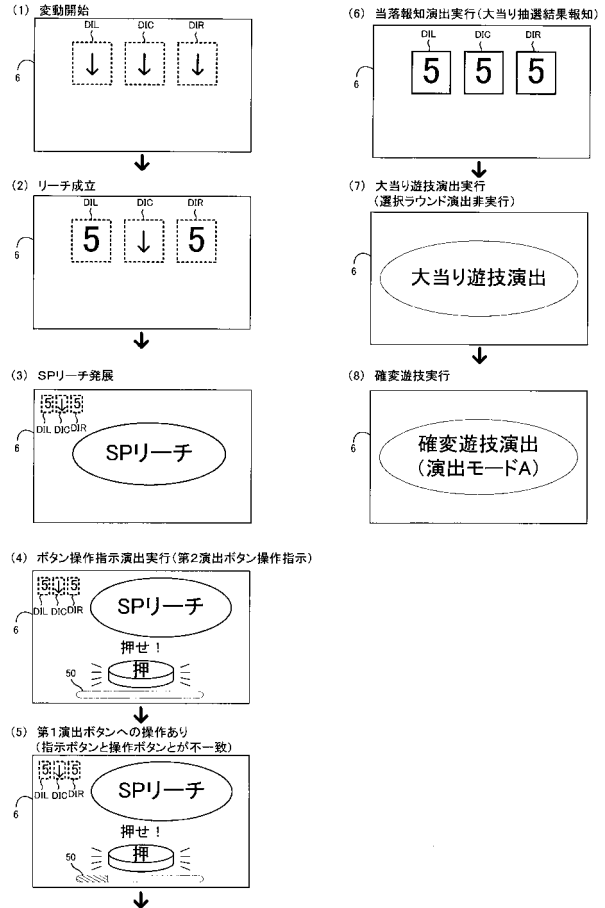 (1) 変動開始
DIL DIC DIR
↓ ↓ ↓
6
(2) リーチ成立
DIL DIC DIR
5 ↓ 5
6
(3) SPリーチ発展
5 ↓ 5
DIL DIC DIR
6
SPリーチ
(4) ボタン操作指示演出実行(第2演出ボタン操作指示)
5 ↓ 5
DIL DIC DIR
6
SPリーチ
押せ！
押
50
(5) 第1演出ボタンへの操作あり
(指示ボタンと操作ボタンとが不一致)
5 ↓ 5
DIL DIC DIR
6
SPリーチ
押せ！
押
50
(6) 当落報知演出実行(大当り抽選結果報知)
DIL DIC DIR
5 5 5
6
(7) 大当り遊技演出実行
(選択ラウンド演出非実行)
6
大当り遊技演出
(8) 確変遊技実行
6
確変遊技演出
(演出モードA)